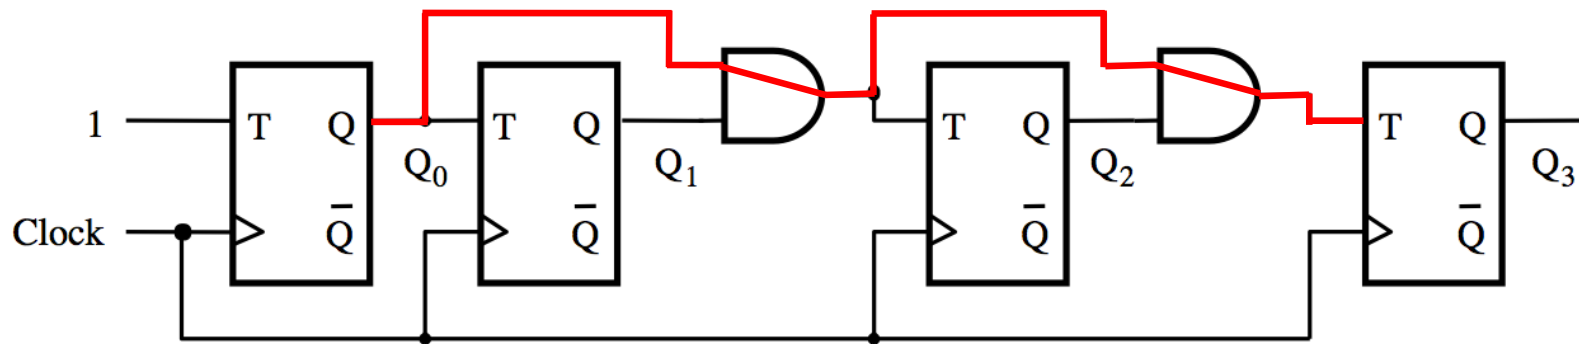 1 T Q T Q T Q T Q
Q₀ Q₁ Q₂ Q₃
Clock Q̅ Q̅ Q̅ Q̅